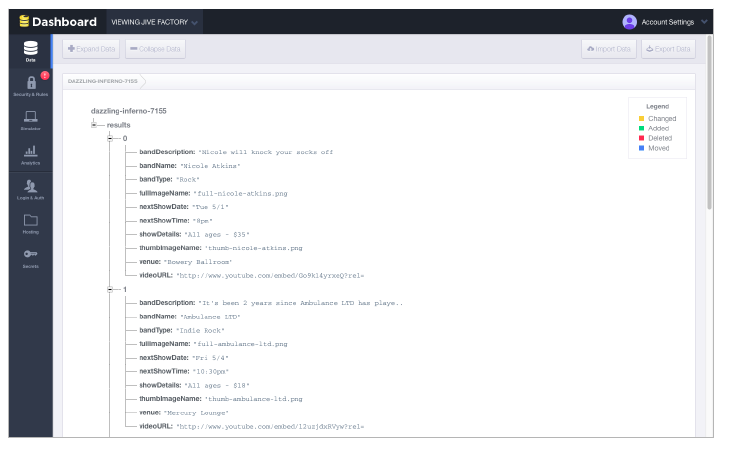 Dashboard
VIEWING: JIVE FACTORY
Account Settings
Data
Security & Rules
Simulator
Analytics
Login & Auth
Hosting
Secrets
Expand Data
Collapse Data
Import Data
Export Data
DAZZLING-INFERNO-7155
Legend
Changed
Added
Deleted
Moved
dazzling-inferno-7155
results
0
bandDescription: "Nicole will knock your socks off
bandName: "Nicole Atkins"
bandType: "Rock"
fullImageName: "full-nicole-atkins.png
nextShowDate: "Tue 5/1"
nextShowTime: "8pm"
showDetails: "All ages - $35"
thumbImageName: "thumb-nicole-atkins.png
venue: "Bowery Ballroom"
videoURL: "http://www.youtube.com/embed/Go9k14yrxeQ?rel=
1
bandDescription: "It's been 2 years since Ambulance LTD has playe..
bandName: "Ambulance LTD"
bandType: "Indie Rock"
fullImageName: "full-ambulance-ltd.png
nextShowDate: "Fri 5/4"
nextShowTime: "10:30pm"
showDetails: "All ages - $18"
thumbImageName: "thumb-ambulance-ltd.png
venue: "Mercury Lounge"
videoURL: "http://www.youtube.com/embed/12uzjdxRVyw?rel=